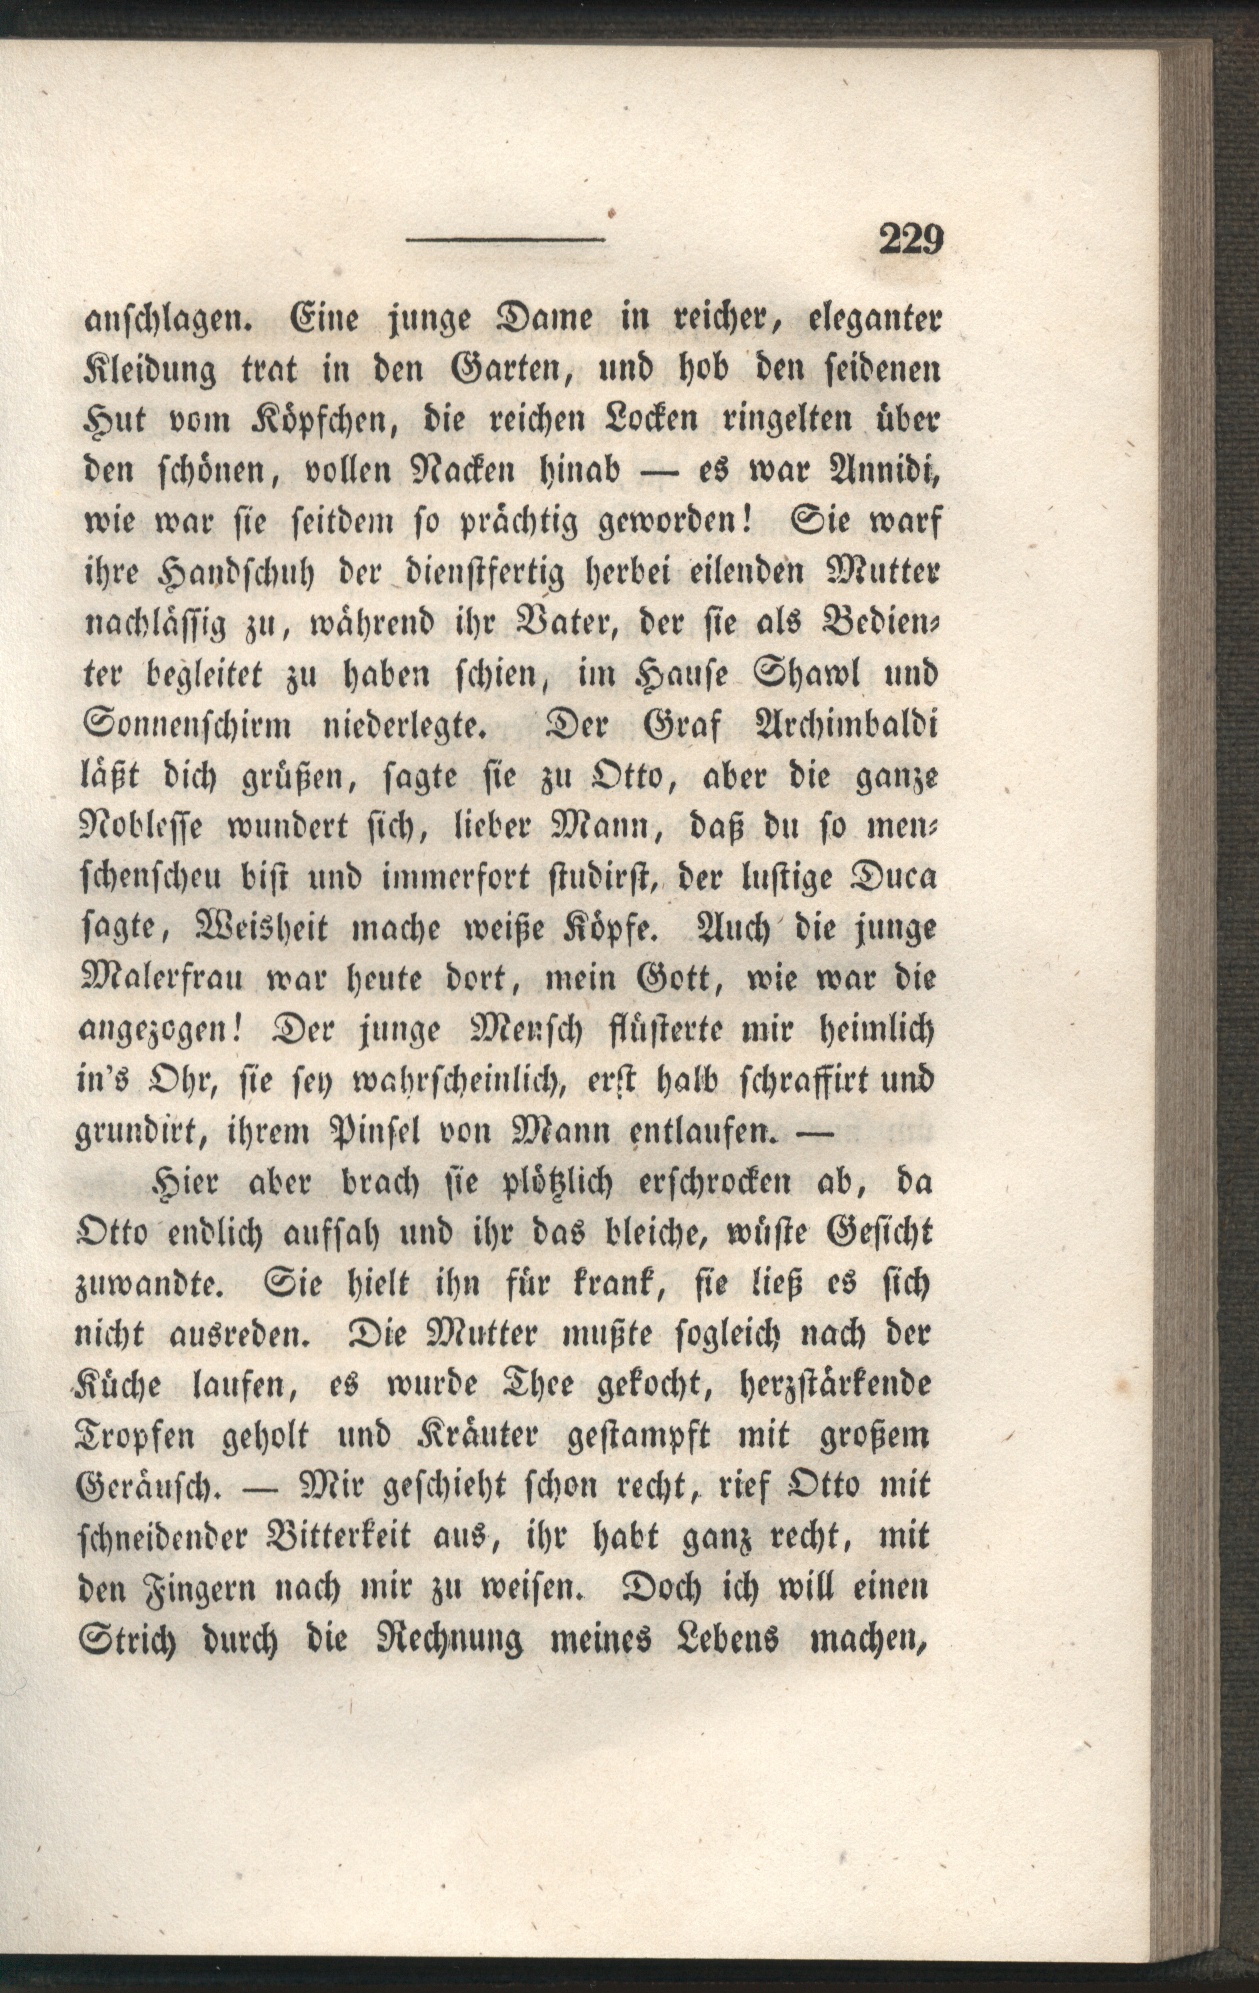 229
anschlagen. Eine junge Dame in reicher, eleganter
Kleidung trat in den Garten, und hob den seidenen
Hut vom Köpfchen, die reichen Locken ringelten über
den schönen, vollen Nacken hinab — es war Annidi,
wie war sie seitdem so prächtig geworden! Sie warf
ihre Handschuh der dienstfertig herbei eilenden Mutter
nachlässig zu, während ihr Vater, der sie als Bedien-
ter begleitet zu haben schien, im Hause Shawl und
Sonnenschirm niederlegte. Der Graf Archimbaldi
läßt dich grüßen, sagte sie zu Otto, aber die ganze
Noblesse wundert sich, lieber Mann, daß du so men-
schenscheu bist und immerfort studirst, der lustige Duca
sagte, Weisheit mache weiße Köpfe. Auch die junge
Malerfrau war heute dort, mein Gott, wie war die
angezogen! Der junge Mensch flüsterte mir heimlich
in's Ohr, sie sey wahrscheinlich, erst halb schraffirt und
grundirt, ihrem Pinsel von Mann entlaufen. —
Hier aber brach sie plötzlich erschrocken ab, da
Otto endlich aufsah und ihr das bleiche, wüste Gesicht
zuwandte. Sie hielt ihn für krank, sie ließ es sich
nicht ausreden. Die Mutter mußte sogleich nach der
Küche laufen, es wurde Thee gekocht, herzstärkende
Tropfen geholt und Kräuter gestampft mit großem
Geräusch. — Mir geschieht schon recht, rief Otto mit
schneidender Bitterkeit aus, ihr habt ganz recht, mit
den Fingern nach mir zu weisen. Doch ich will einen
Strich durch die Rechnung meines Lebens machen,